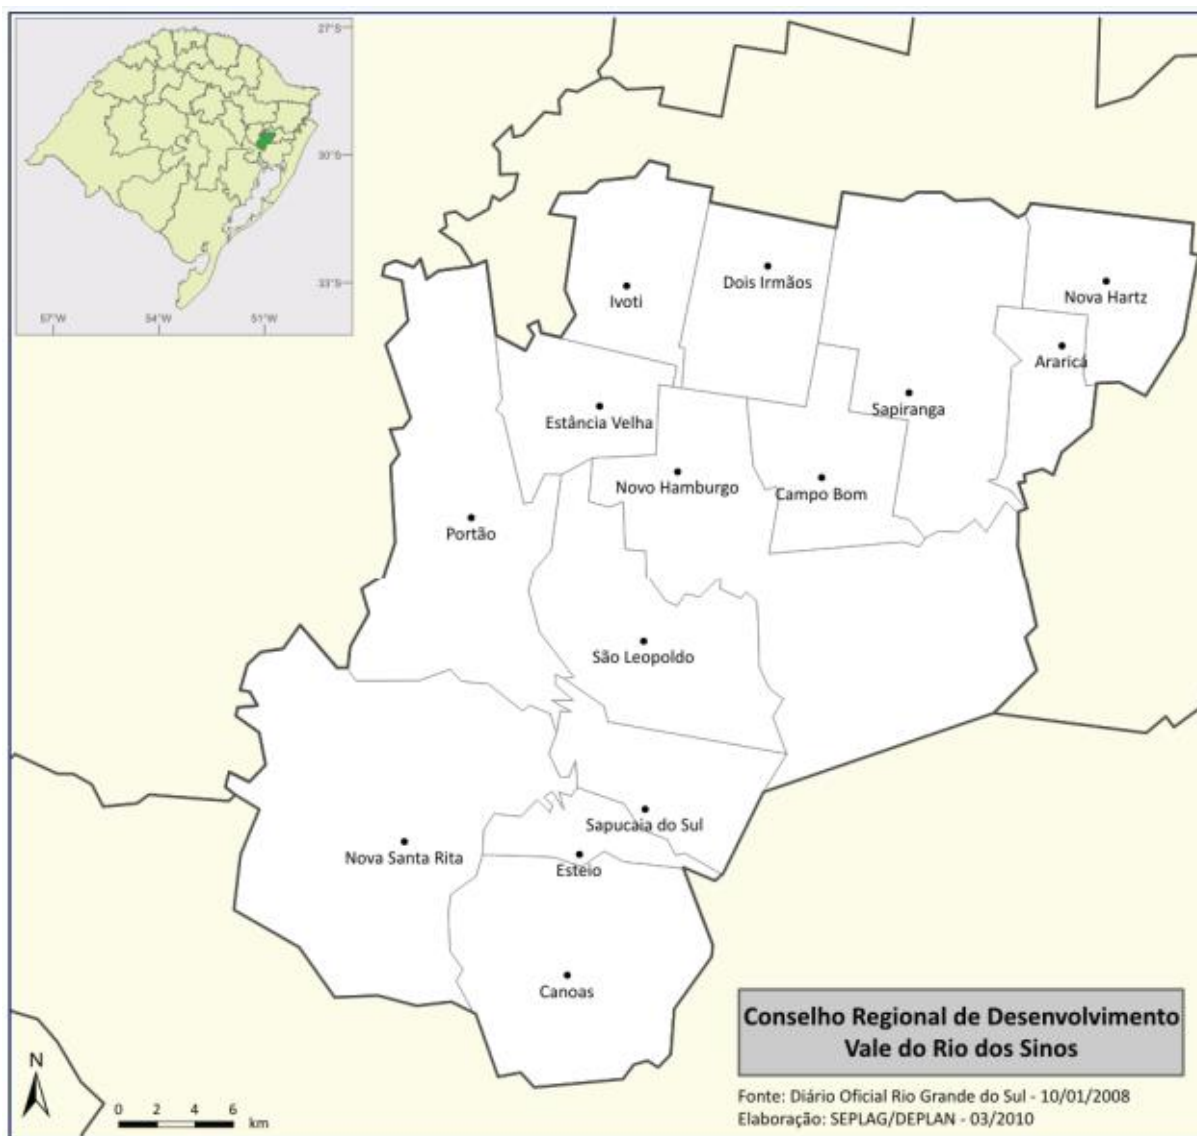 27°S
30°S
33°S
57°W
54°W
51°W
Ivoti
Dois Irmãos
Nova Hartz
Araricá
Sapiranga
Estância Velha
Novo Hamburgo
Campo Bom
Portão
São Leopoldo
Sapucaia do Sul
Nova Santa Rita
Esteio
Canoas
Conselho Regional de Desenvolvimento
Vale do Rio dos Sinos
N
0 2 4 6
km
Fonte: Diário Oficial Rio Grande do Sul - 10/01/2008
Elaboração: SEPLAG/DEPLAN - 03/2010